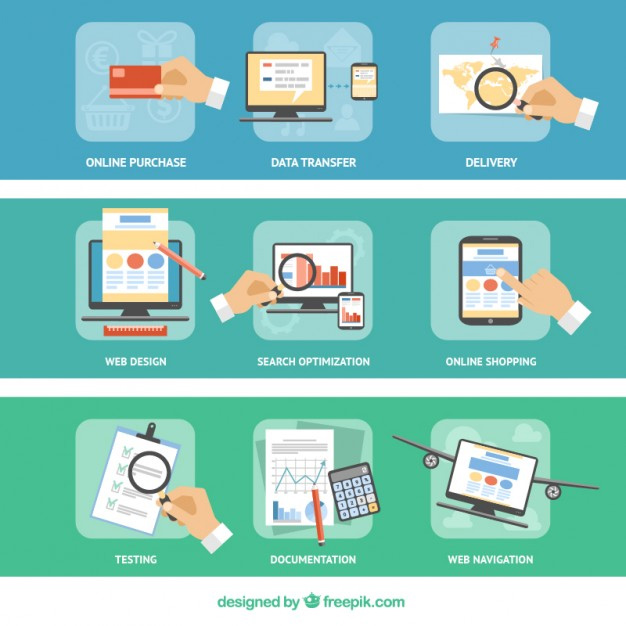 ONLINE PURCHASE
DATA TRANSFER
DELIVERY
WEB DESIGN
SEARCH OPTIMIZATION
ONLINE SHOPPING
TESTING
DOCUMENTATION
WEB NAVIGATION
designed by freepik.com